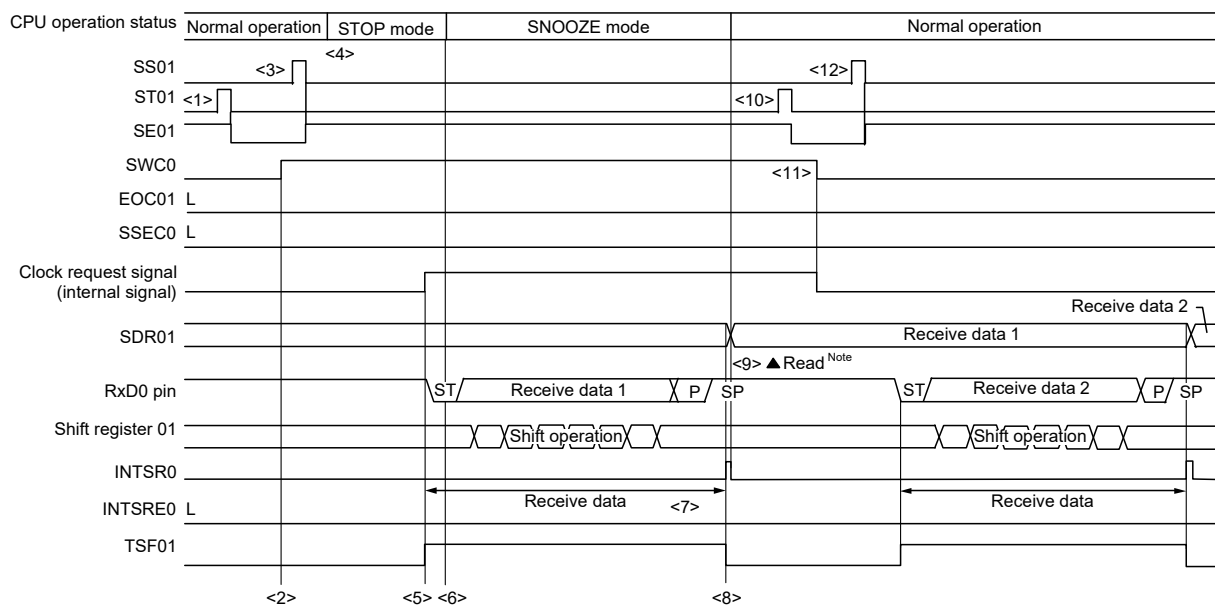 CPU operation status Normal operation STOP mode SNOOZE mode Normal operation
<4>
SS01 <3> <12>
ST01 <1> <10>
SE01
SWC0 <11>
EOC01 L
SSEC0 L
Clock request signal
(internal signal)
Receive data 2
SDR01 Receive data 1
<9> ▲Read Note
RxD0 pin ST Receive data 1 P SP ST Receive data 2 P SP
Shift register 01 Shift operation Shift operation
INTSR0
Receive data <7> Receive data
INTSRE0 L
TSF01
<2> <5> <6> <8>